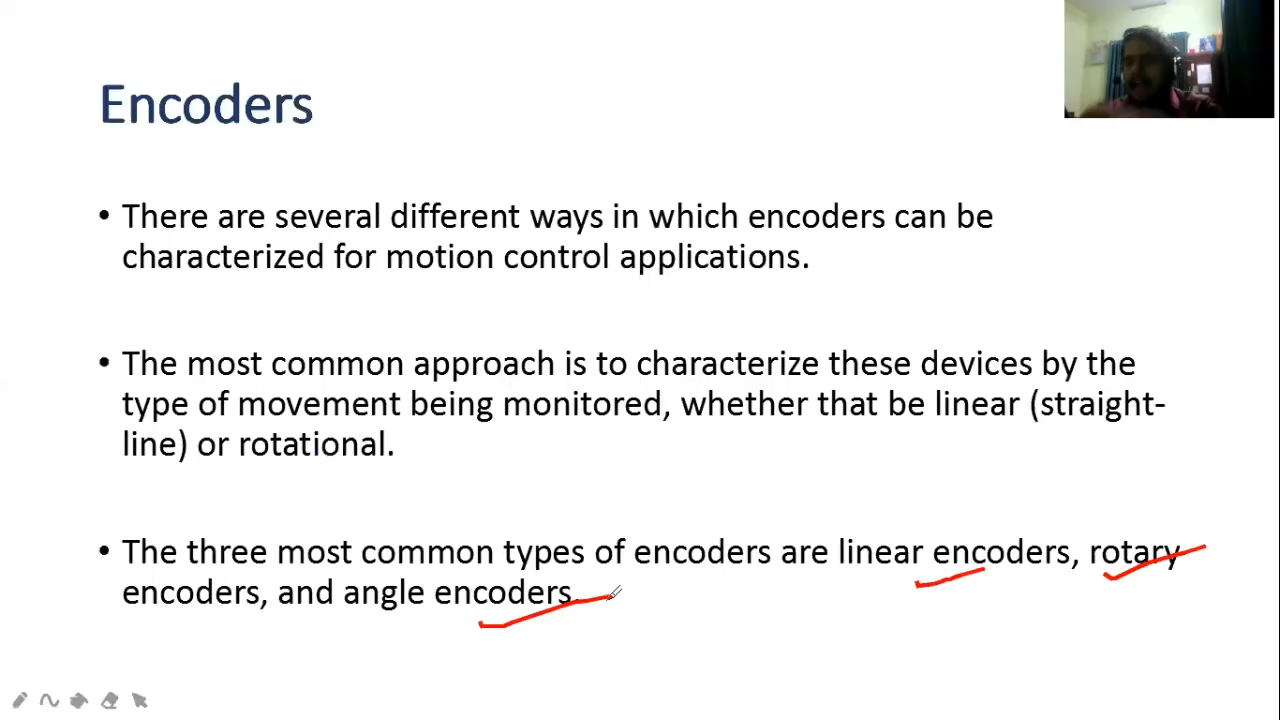 Encoders
• There are several different ways in which encoders can be
characterized for motion control applications.
• The most common approach is to characterize these devices by the
type of movement being monitored, whether that be linear (straight-
line) or rotational.
• The three most common types of encoders are linear encoders, rotary
encoders, and angle encoders.